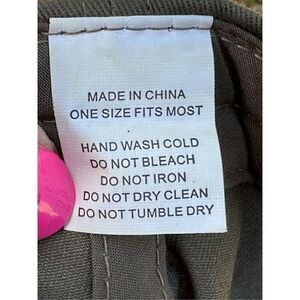 MADE IN CHINA
ONE SIZE FITS MOST
HAND WASH COLD
DO NOT BLEACH
DO NOT IRON
DO NOT DRY CLEAN
DO NOT TUMBLE DRY